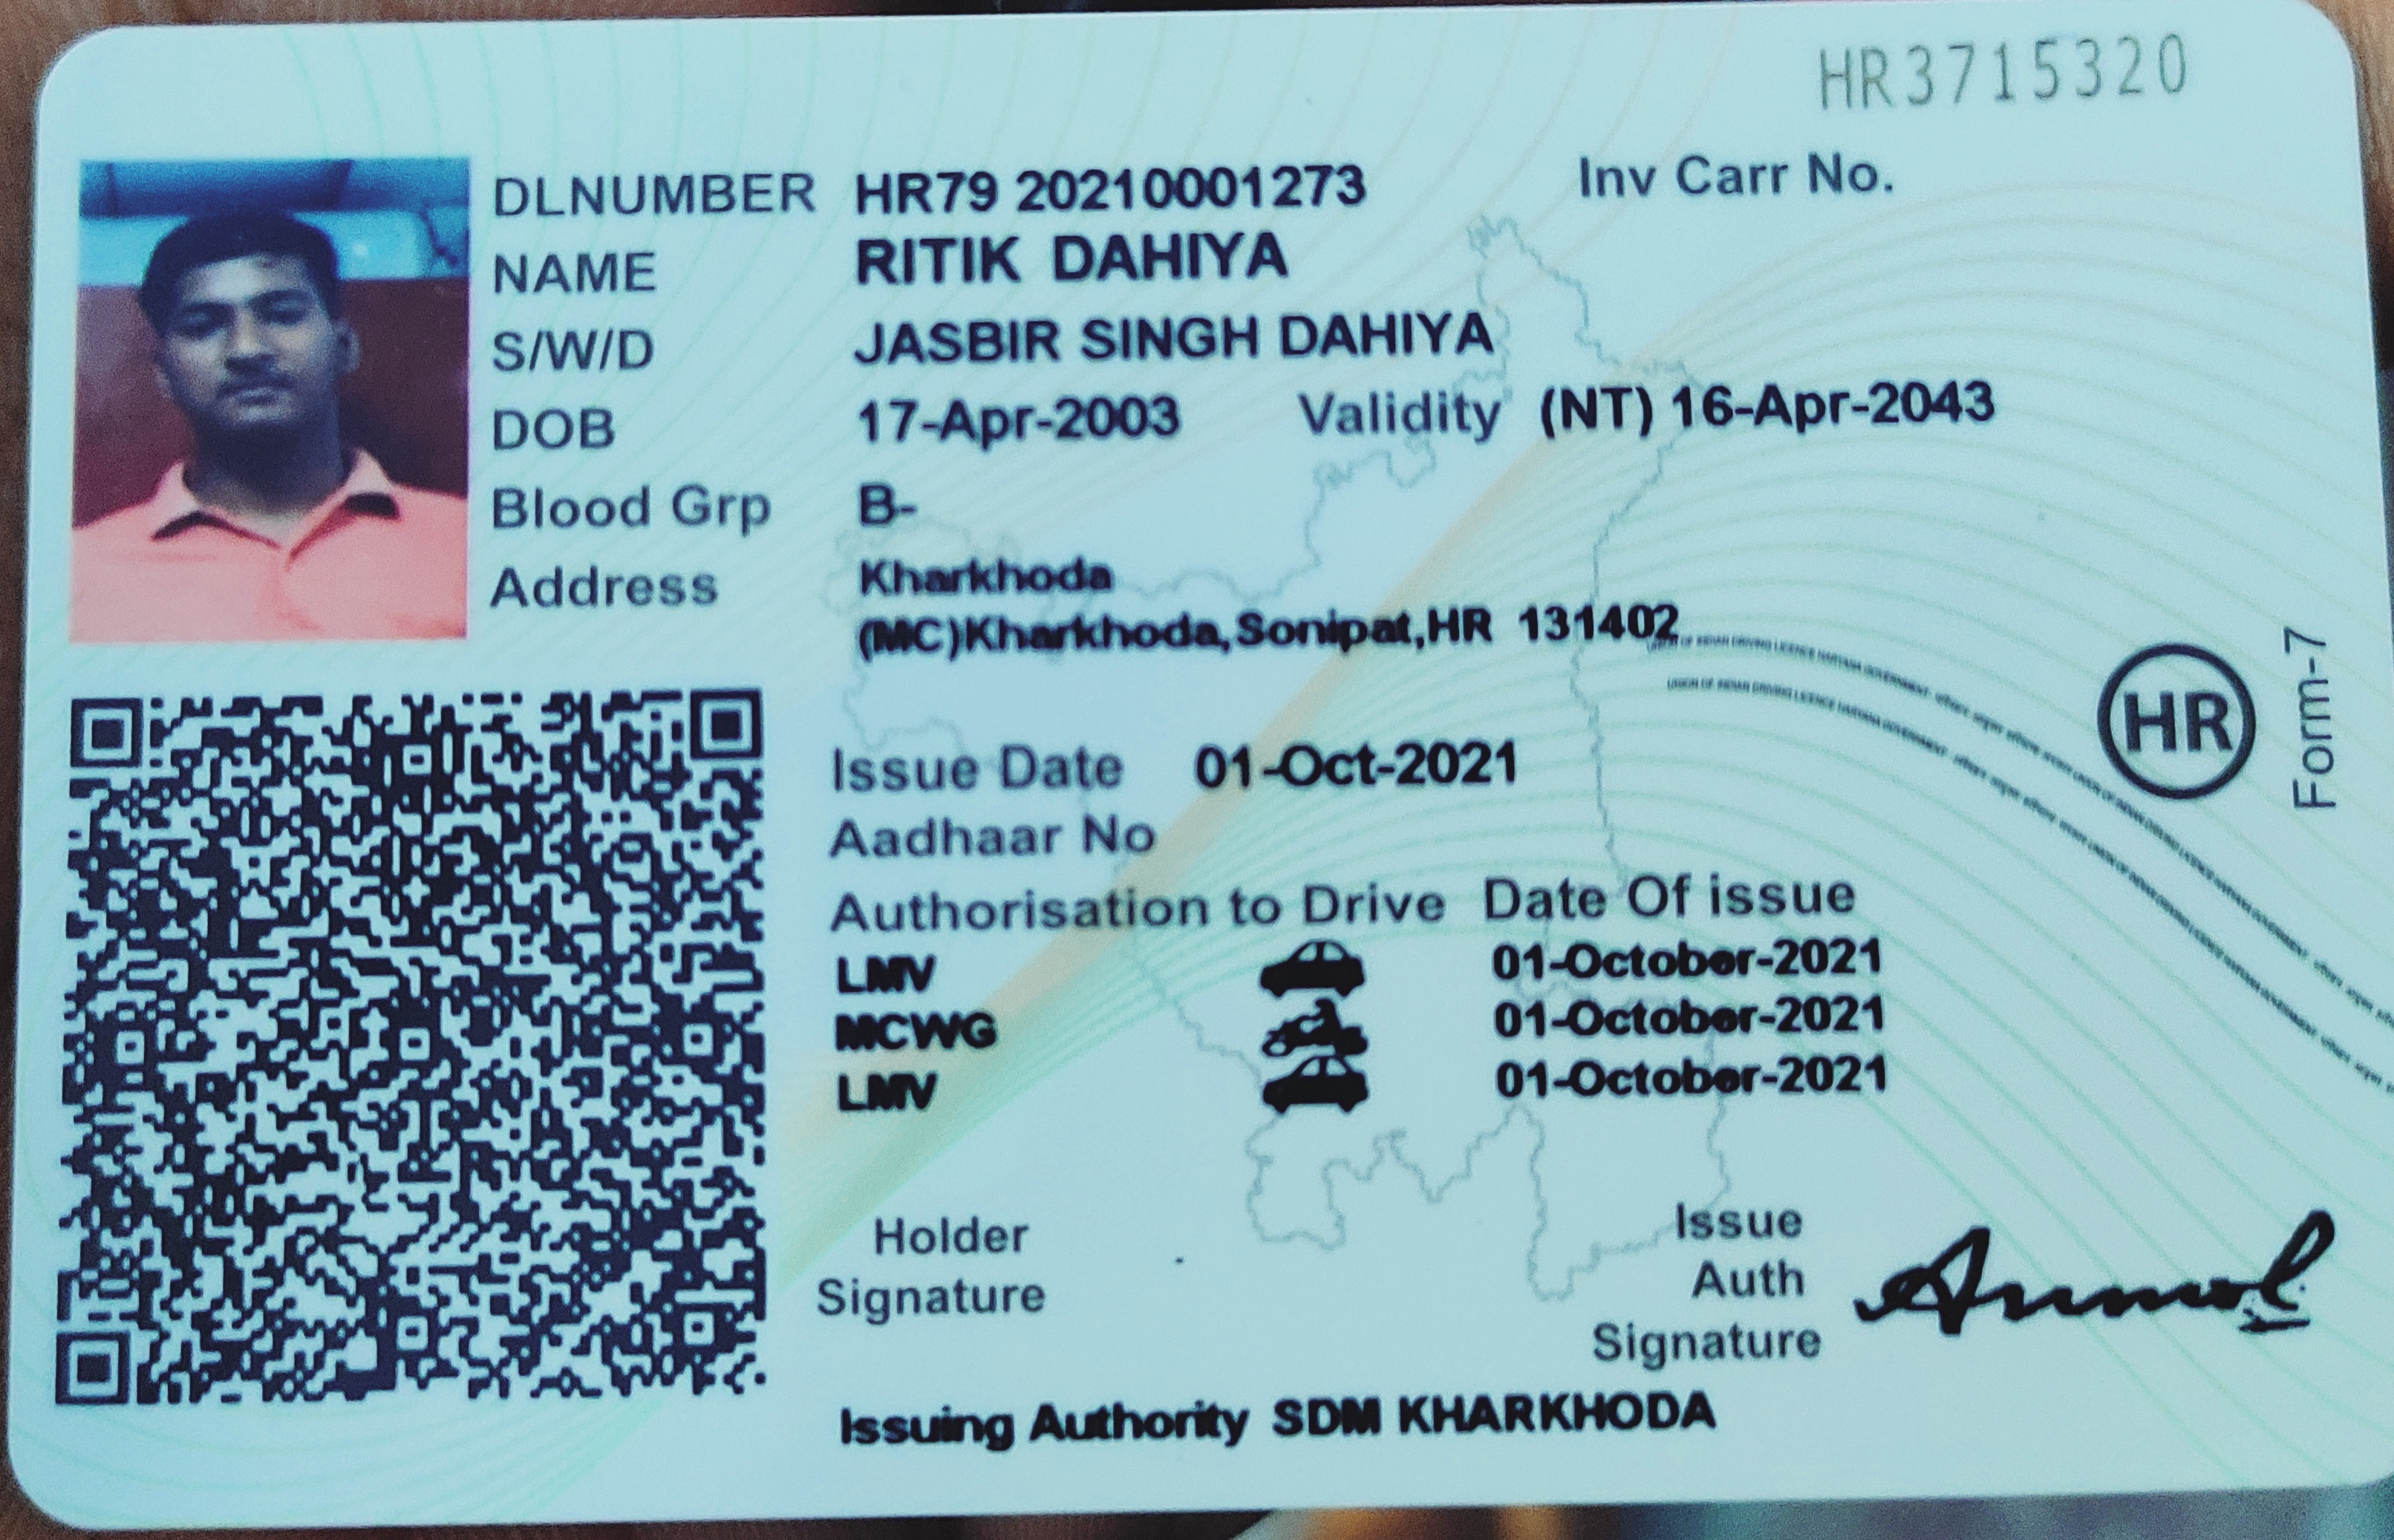 HR3715320
DLNUMBER HR79 20210001273 Inv Carr No.
NAME RITIK DAHIYA
S/W/D JASBIR SINGH DAHIYA
DOB 17-Apr-2003 Validity (NT) 16-Apr-2043
Blood Grp B-
Address Kharkhoda
(MC)Kharkhoda,Sonipat,HR 131402
HR
Form-7
Issue Date 01-Oct-2021
Aadhaar No
Authorisation to Drive Date Of issue
LMV 01-October-2021
MCWG 01-October-2021
LMV 01-October-2021
Holder
Signature
Issue
Auth
Signature
Anmol
Issuing Authority SDM KHARKHODA